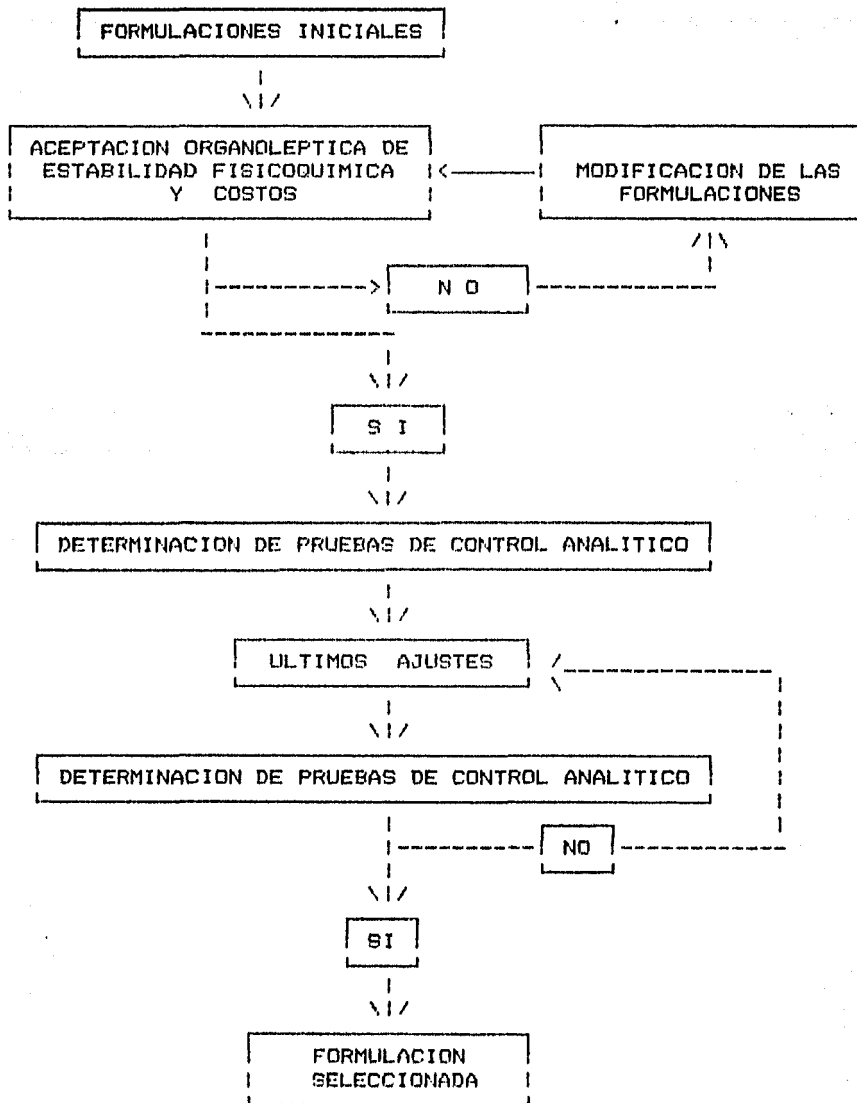 FORMULACIONES INICIALES
ACEPTACION ORGANOLEPTICA DE
ESTABILIDAD FISICOQUIMICA
Y COSTOS
MODIFICACION DE LAS
FORMULACIONES
N O
S I
DETERMINACION DE PRUEBAS DE CONTROL ANALITICO
ULTIMOS AJUSTES
DETERMINACION DE PRUEBAS DE CONTROL ANALITICO
NO
SI
FORMULACION
SELECCIONADA